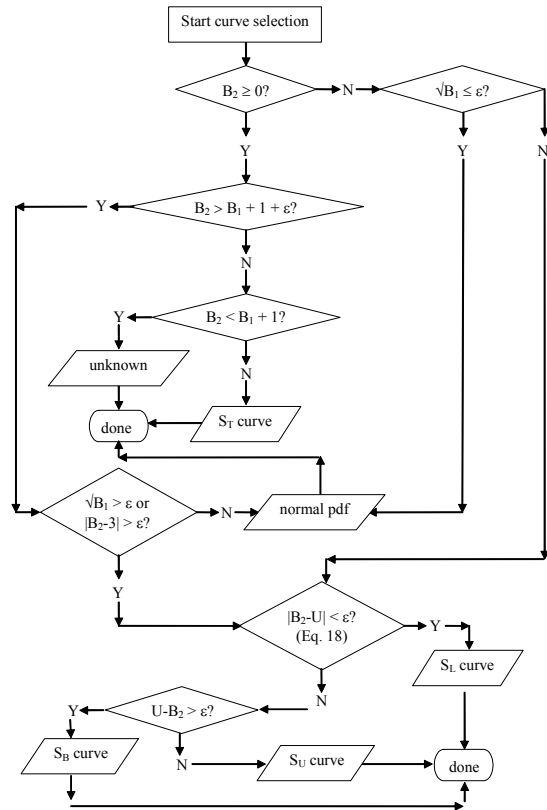 Start curve selection
B₂ ≥ 0?
N
√B₁ ≤ ε?
Y
Y
N
Y
B₂ > B₁ + 1 + ε?
N
Y
B₂ < B₁ + 1?
unknown
N
done
S_T curve
√B₁ > ε or
|B₂-3| > ε?
N
normal pdf
Y
|B₂-U| < ε?
(Eq. 18)
Y
S_L curve
N
Y
U-B₂ > ε?
S_B curve
N
S_U curve
done